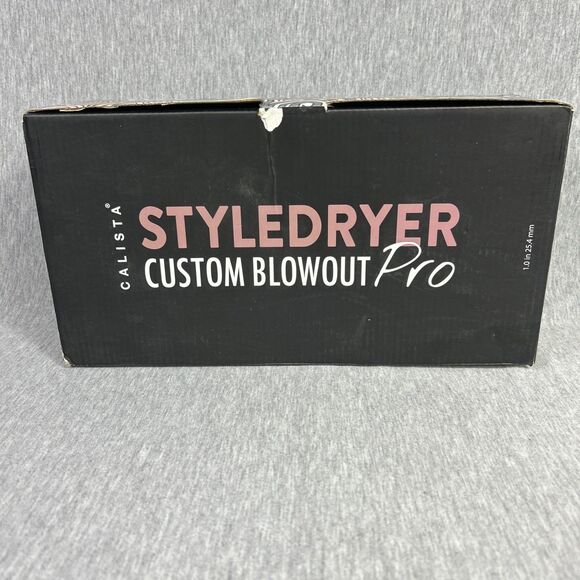 CALISTA®
STYLEDRYER
CUSTOM BLOWOUT Pro
1.0 in 25.4 mm